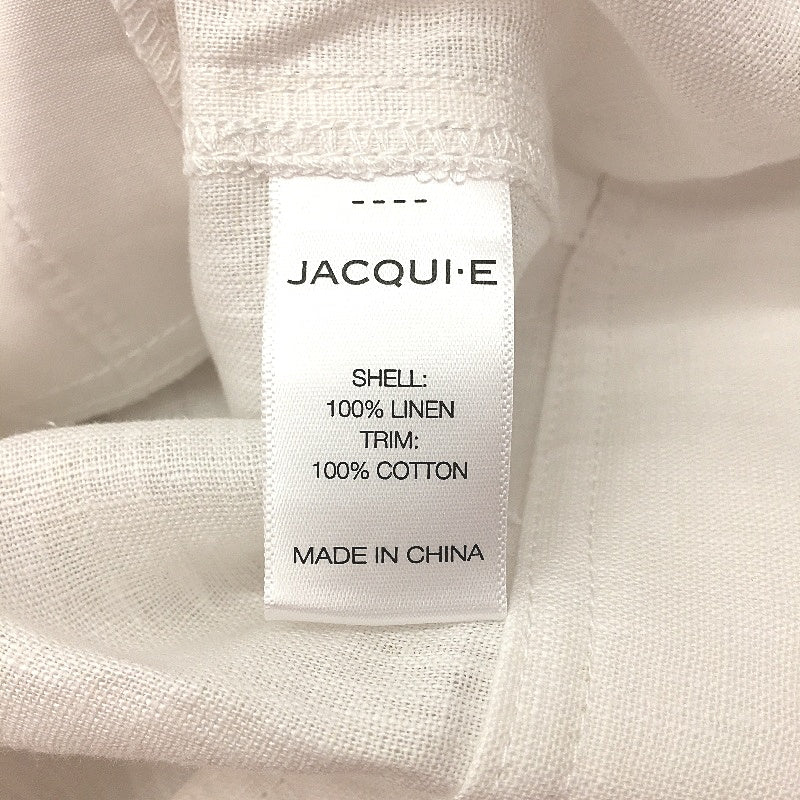 ----
JACQUI·E
SHELL:
100% LINEN
TRIM:
100% COTTON
MADE IN CHINA